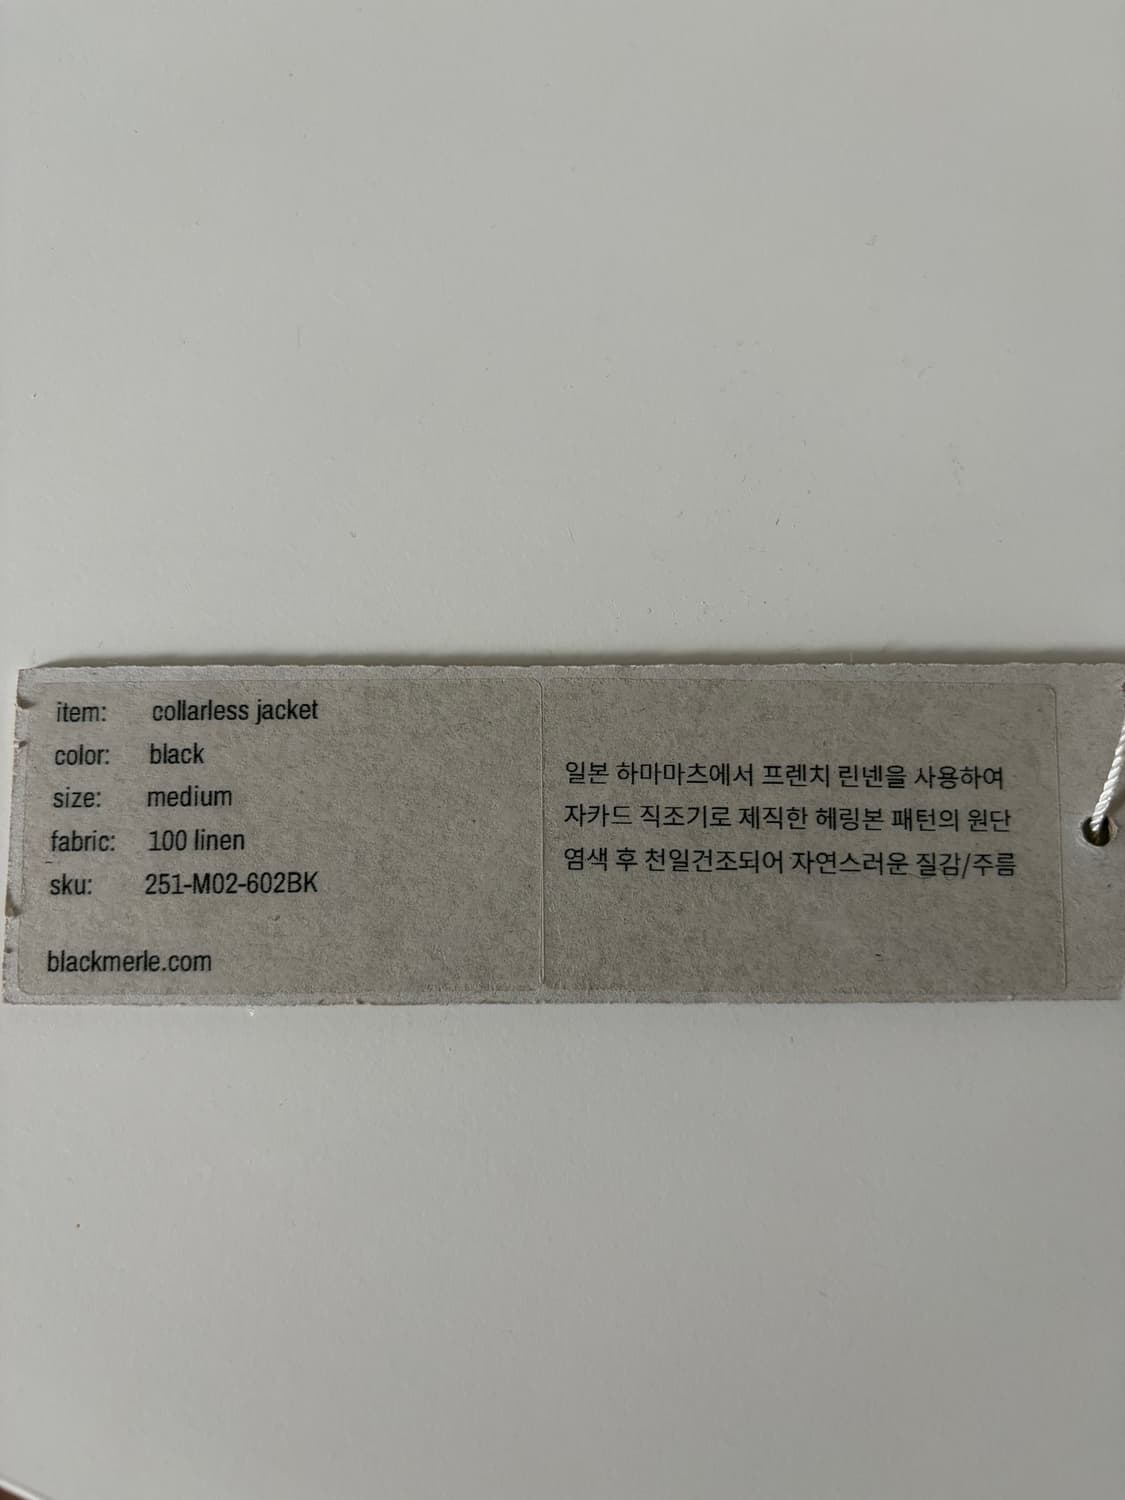 item: collarless jacket
color: black
size: medium
fabric: 100 linen
sku: 251-M02-602BK
blackmerle.com
일본 하마마츠에서 프렌치 린넨을 사용하여
자카드 직조기로 제직한 헤링본 패턴의 원단
염색 후 천일건조되어 자연스러운 질감/주름